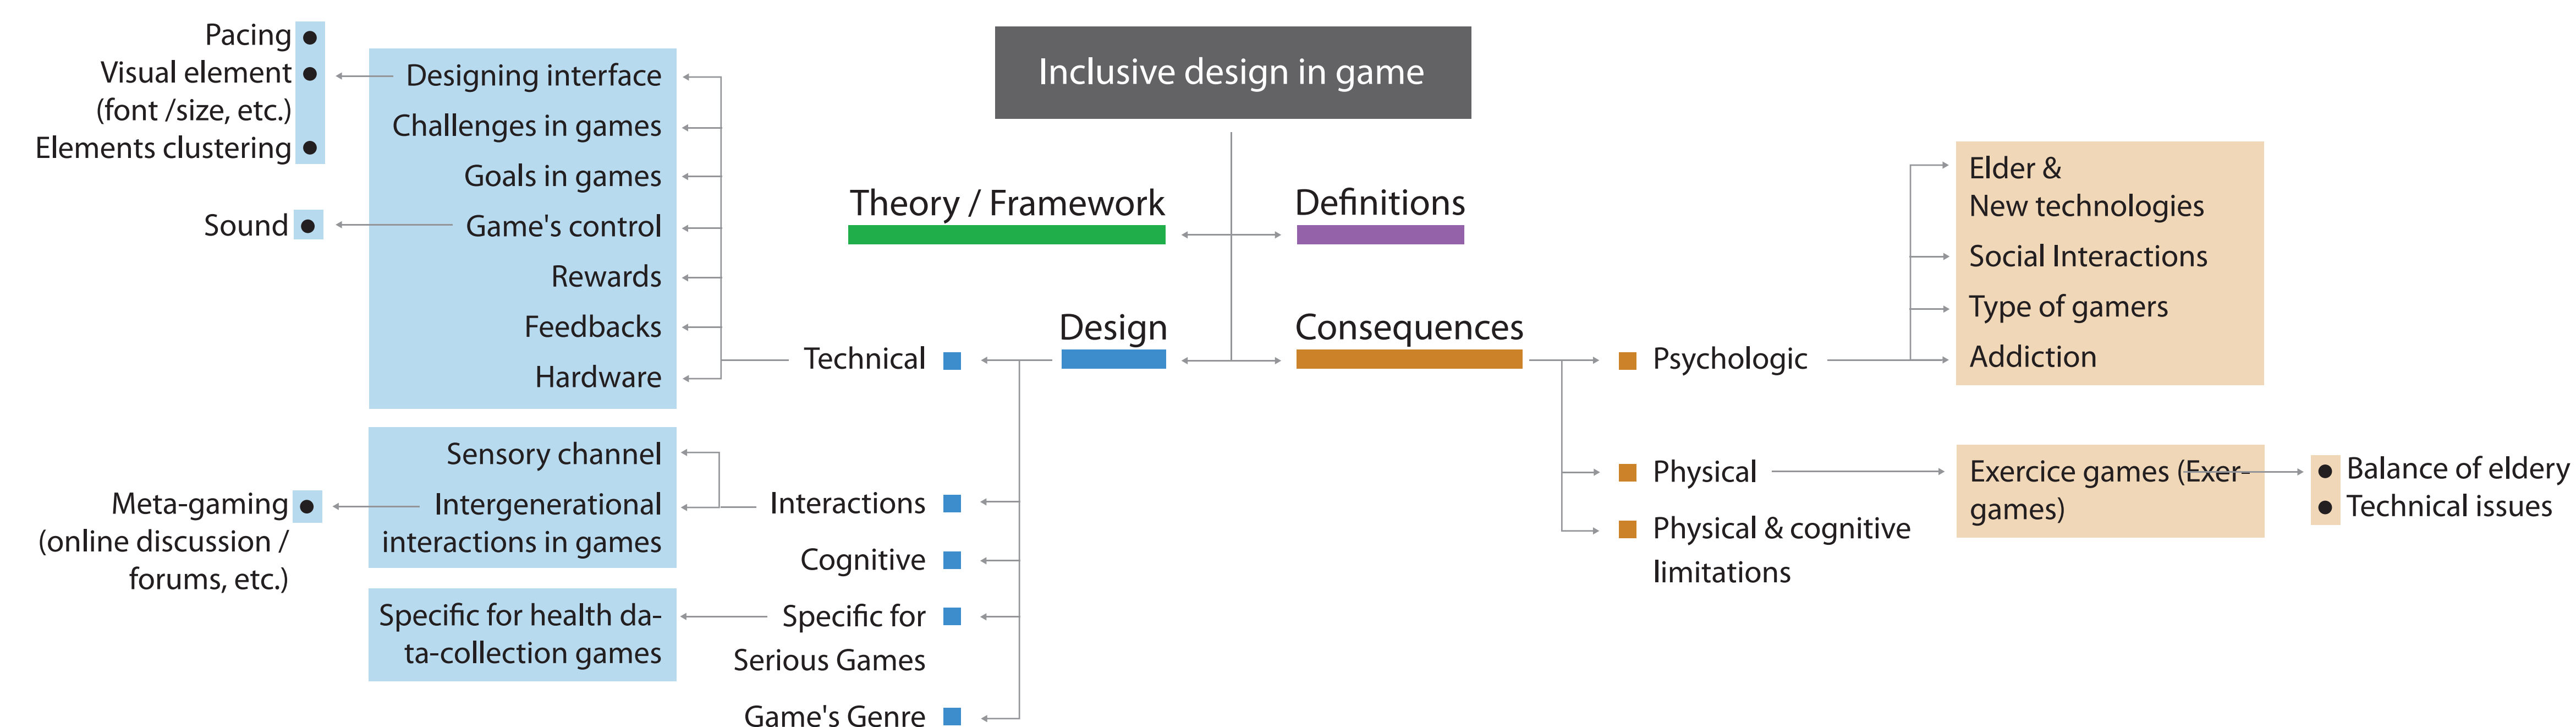 Inclusive design in game
Theory / Framework
Definitions
Design
Consequences
Technical
Designing interface
Pacing
Visual element
(font /size, etc.)
Elements clustering
Challenges in games
Goals in games
Game's control
Sound
Rewards
Feedbacks
Hardware
Interactions
Sensory channel
Intergenerational
interactions in games
Meta-gaming
(online discussion /
forums, etc.)
Cognitive
Specific for
Serious Games
Specific for health da-
ta-collection games
Game's Genre
Psychologic
Elder &
New technologies
Social Interactions
Type of gamers
Addiction
Physical
Exercice games (Exer-
games)
Balance of eldery
Technical issues
Physical & cognitive
limitations